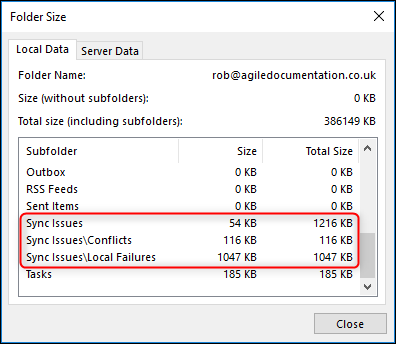 Folder Size
Local Data Server Data
Folder Name: rob@agiledocumentation.co.uk
Size (without subfolders): 0 KB
Total size (including subfolders): 386149 KB
Subfolder Size Total Size
Outbox 0 KB 0 KB
RSS Feeds 0 KB 0 KB
Sent Items 0 KB 0 KB
Sync Issues 54 KB 1216 KB
Sync Issues\Conflicts 116 KB 116 KB
Sync Issues\Local Failures 1047 KB 1047 KB
Tasks 185 KB 185 KB
Close